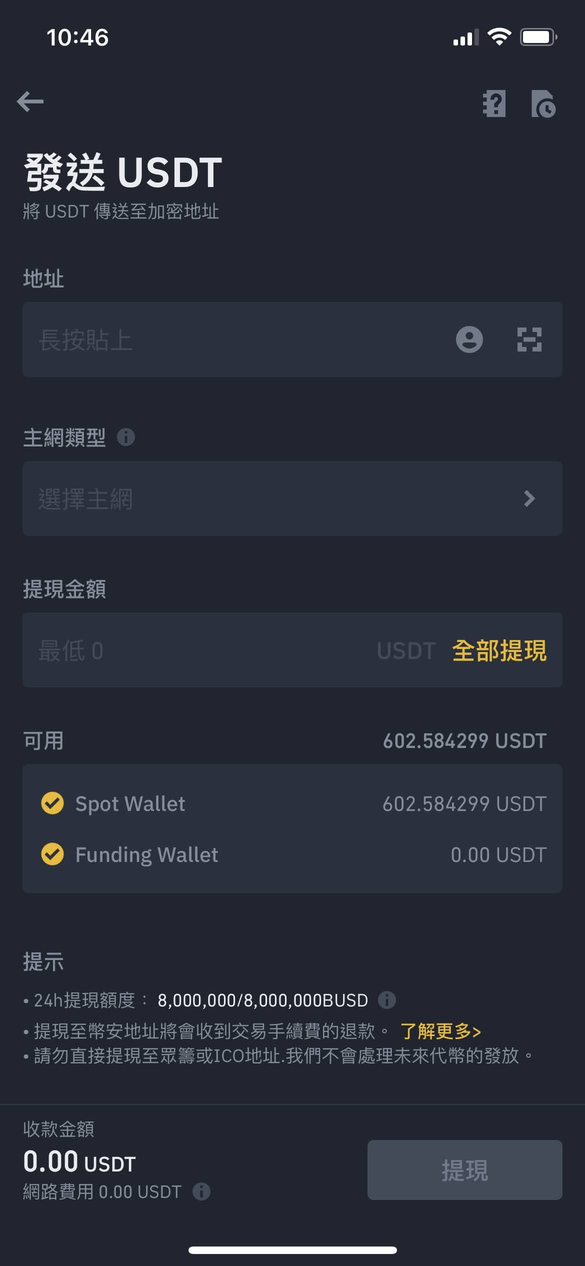 10:46
發送 USDT
將 USDT 傳送至加密地址
地址
長按貼上
主網類型
選擇主網
提現金額
最低 0 USDT 全部提現
可用 602.584299 USDT
Spot Wallet 602.584299 USDT
Funding Wallet 0.00 USDT
提示
• 24h提現額度： 8,000,000/8,000,000BUSD
• 提現至幣安地址將會收到交易手續費的退款。 了解更多>
• 請勿直接提現至眾籌或ICO地址.我們不會處理未來代幣的發放。
收款金額
0.00 USDT
網路費用 0.00 USDT
提現